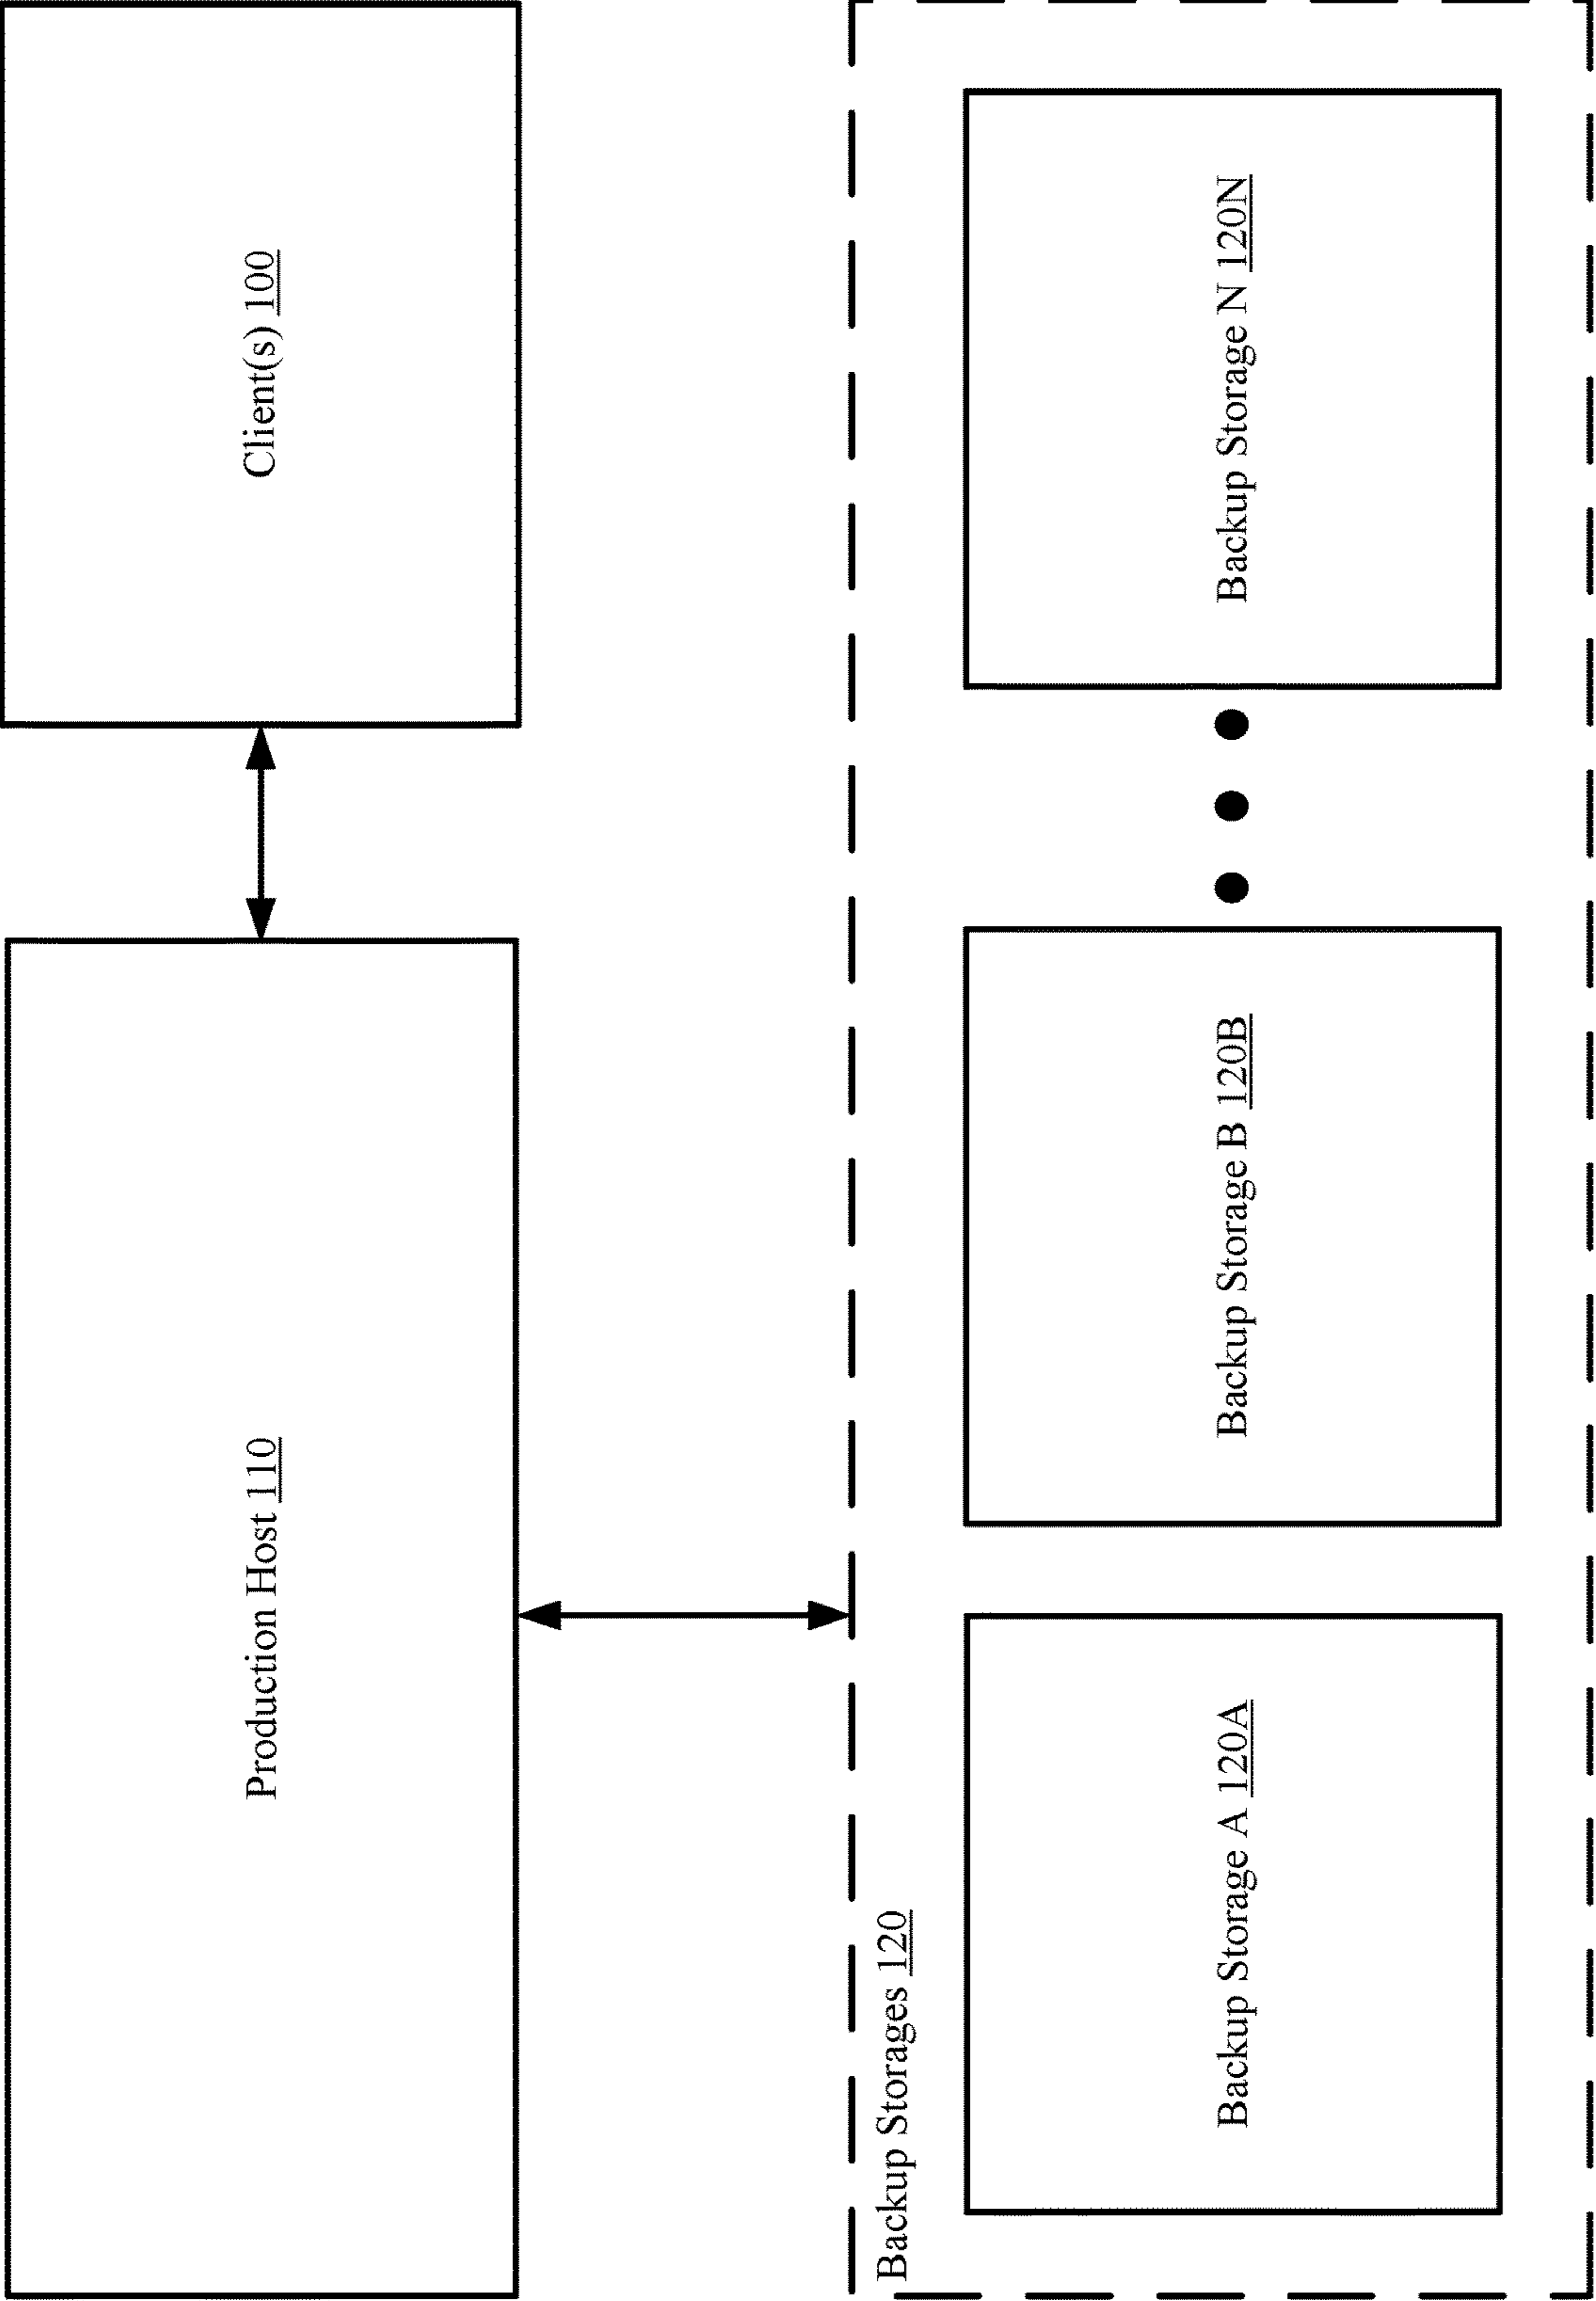 Production Host 110
Client(s) 100
Backup Storages 120
Backup Storage A 120A
Backup Storage B 120B
Backup Storage N 120N